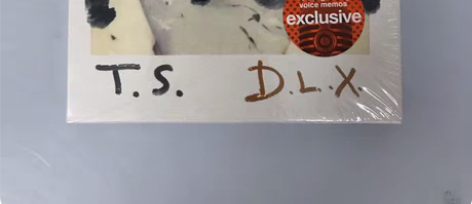 voice memos
exclusive
T.S. D.L.X.